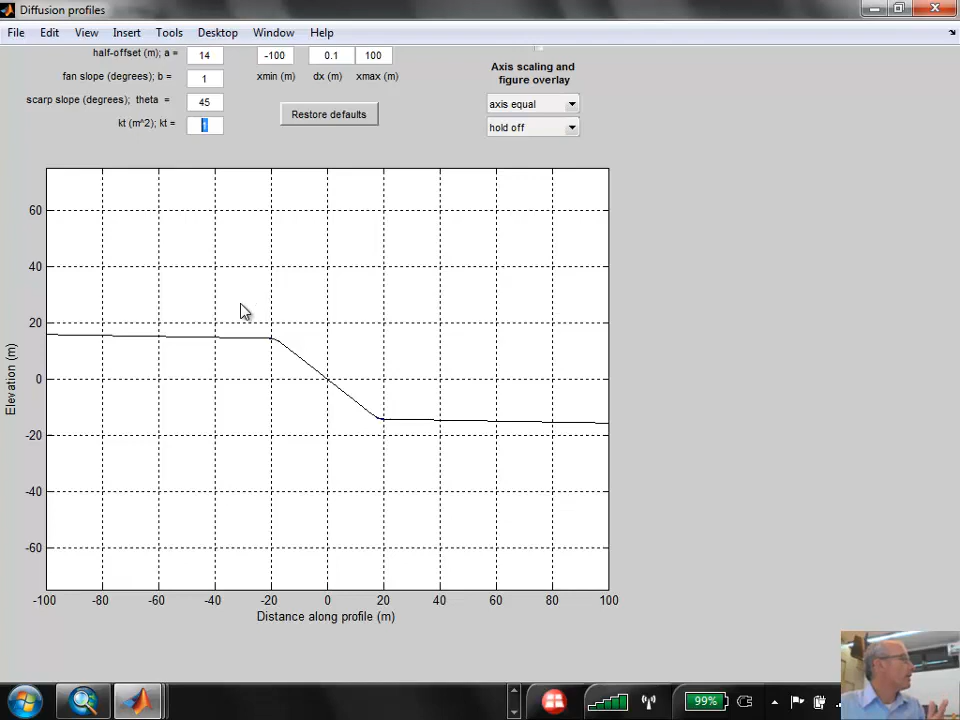 Diffusion profiles
File Edit View Insert Tools Desktop Window Help
half-offset (m); a = 14 -100 0.1 100
fan slope (degrees); b = 1 xmin (m) dx (m) xmax (m)
scarp slope (degrees); theta = 45
kt (m^2); kt = 1
Restore defaults
Axis scaling and
figure overlay
axis equal
hold off
60
40
20
0
-20
-40
-60
Elevation (m)
-100 -80 -60 -40 -20 0 20 40 60 80 100
Distance along profile (m)
99%